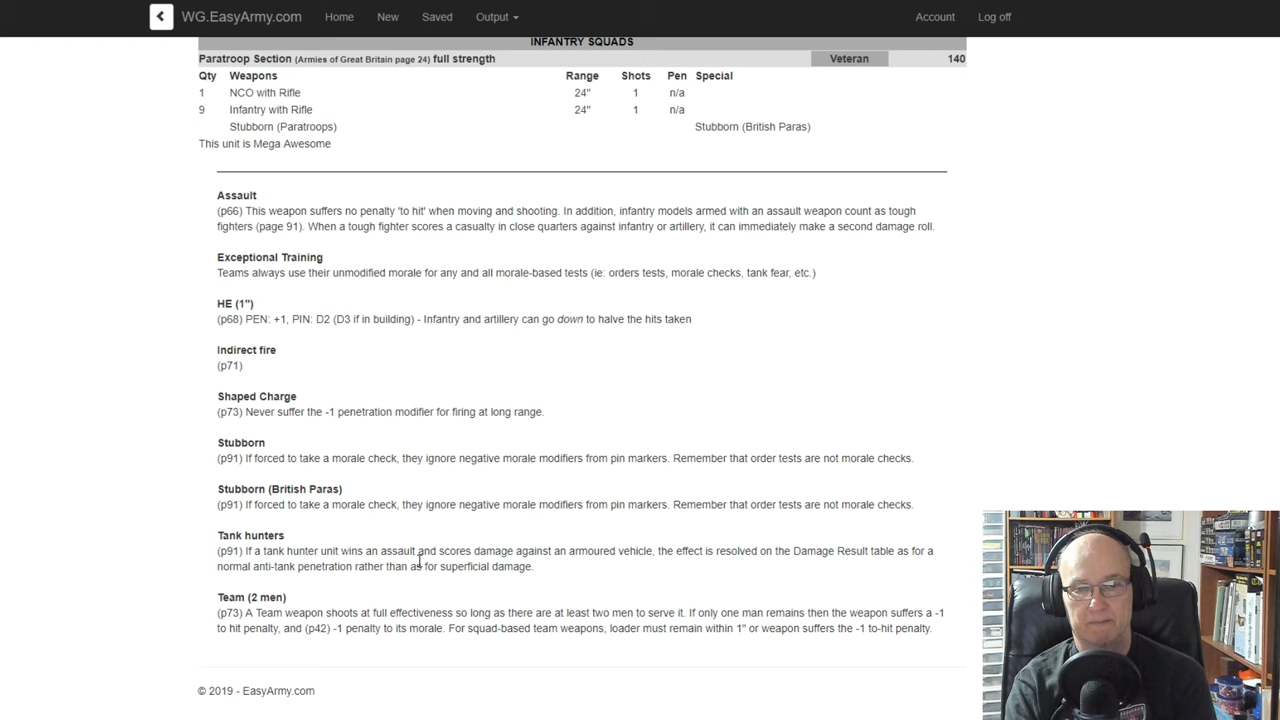 WG.EasyArmy.com Home New Saved Output Account Log off
INFANTRY SQUADS
Paratroop Section (Armies of Great Britain page 24) full strength Veteran 140
Qty Weapons Range Shots Pen Special
1 NCO with Rifle 24" 1 n/a
9 Infantry with Rifle 24" 1 n/a
Stubborn (Paratroops) Stubborn (British Paras)
This unit is Mega Awesome
Assault
(p66) This weapon suffers no penalty 'to hit' when moving and shooting. In addition, infantry models armed with an assault weapon count as tough
fighters (page 91). When a tough fighter scores a casualty in close quarters against infantry or artillery, it can immediately make a second damage roll.
Exceptional Training
Teams always use their unmodified morale for any and all morale-based tests (ie: orders tests, morale checks, tank fear, etc.)
HE (1")
(p68) PEN: +1, PIN: D2 (D3 if in building) - Infantry and artillery can go down to halve the hits taken
Indirect fire
(p71)
Shaped Charge
(p73) Never suffer the -1 penetration modifier for firing at long range.
Stubborn
(p91) If forced to take a morale check, they ignore negative morale modifiers from pin markers. Remember that order tests are not morale checks.
Stubborn (British Paras)
(p91) If forced to take a morale check, they ignore negative morale modifiers from pin markers. Remember that order tests are not morale checks.
Tank hunters
(p91) If a tank hunter unit wins an assault and scores damage against an armoured vehicle, the effect is resolved on the Damage Result table as for a
normal anti-tank penetration rather than as for superficial damage.
Team (2 men)
(p73) A Team weapon shoots at full effectiveness so long as there are at least two men to serve it. If only one man remains then the weapon suffers a -1
to hit penalty, and (p42) -1 penalty to its morale. For squad-based team weapons, loader must remain within 1" or weapon suffers the -1 to-hit penalty.
© 2019 - EasyArmy.com